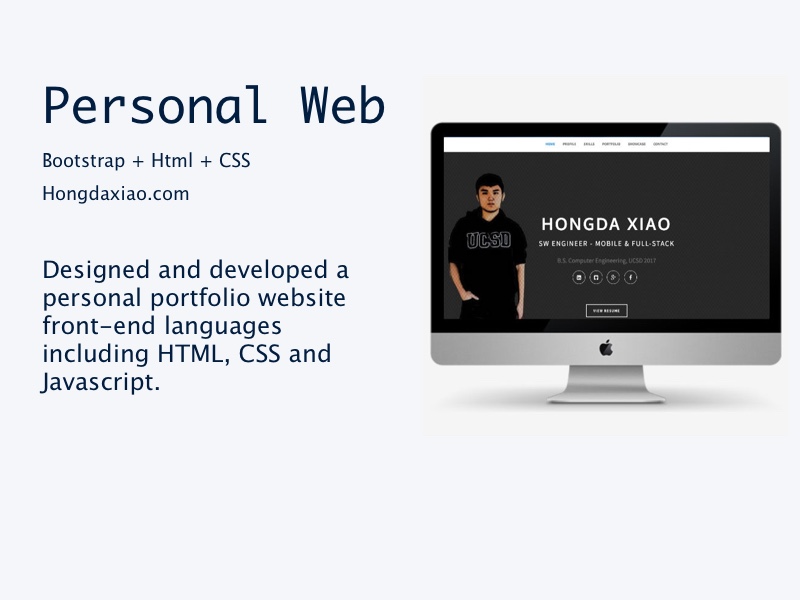 Personal Web
Bootstrap + Html + CSS
Hongdaxiao.com
Designed and developed a
personal portfolio website
front-end languages
including HTML, CSS and
Javascript.
HOME PROFILE SKILLS PORTFOLIO SHOWCASE CONTACT
HONGDA XIAO
SW ENGINEER - MOBILE & FULL-STACK
B.S. Computer Engineering, UCSD 2017
VIEW RESUME
UCSD